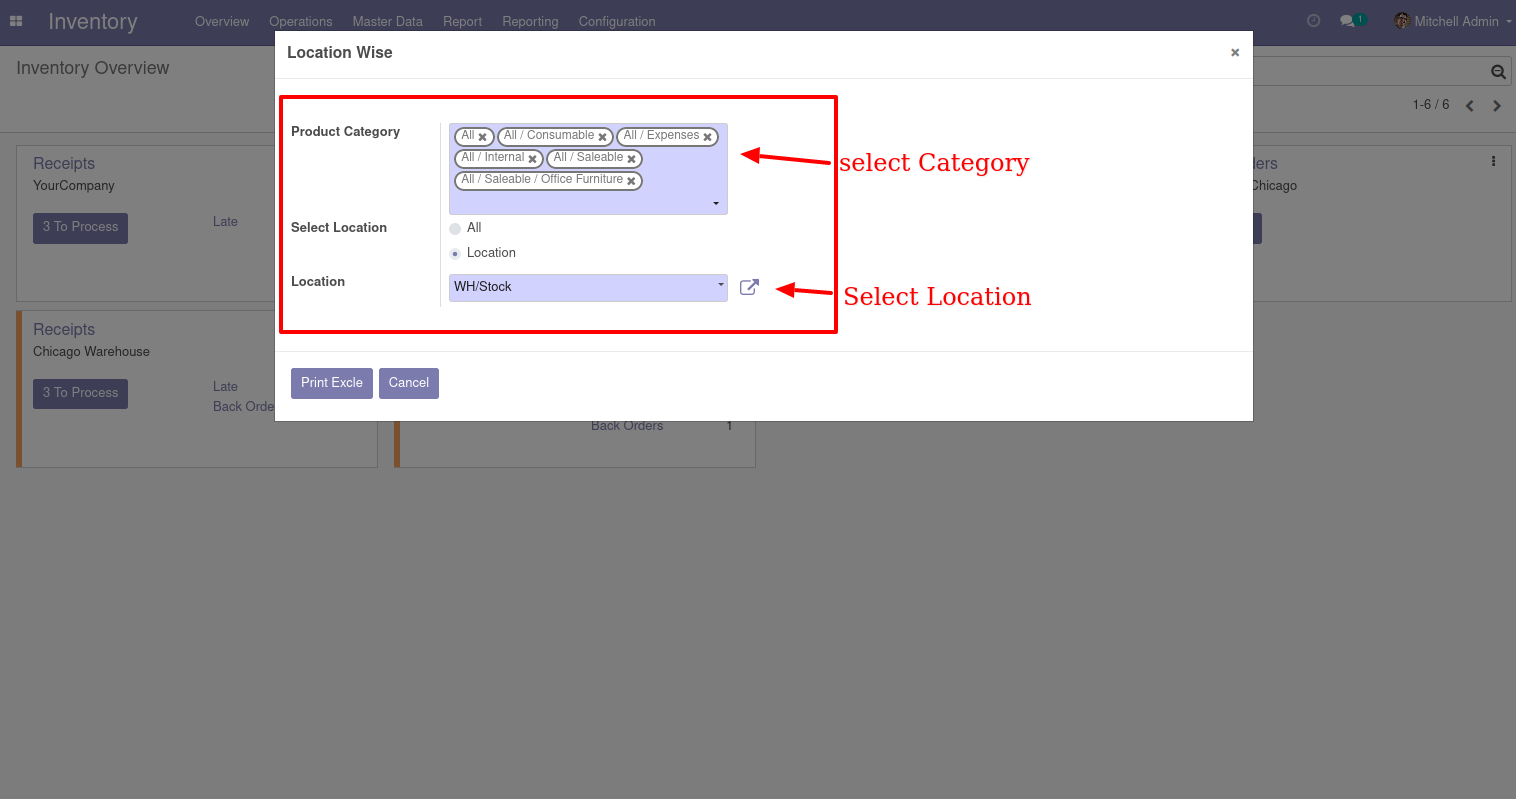 Inventory Overview Operations Master Data Report Reporting Configuration 1 Mitchell Admin
Inventory Overview
1-6 / 6
Location Wise
Product Category
All All / Consumable All / Expenses
All / Internal All / Saleable
All / Saleable / Office Furniture
select Category
Select Location
All
Location
Location
WH/Stock
Select Location
Print Excle Cancel
Receipts
YourCompany
3 To Process Late
Chicago
Receipts
Chicago Warehouse
3 To Process Late
Back Orde
Back Orders 1